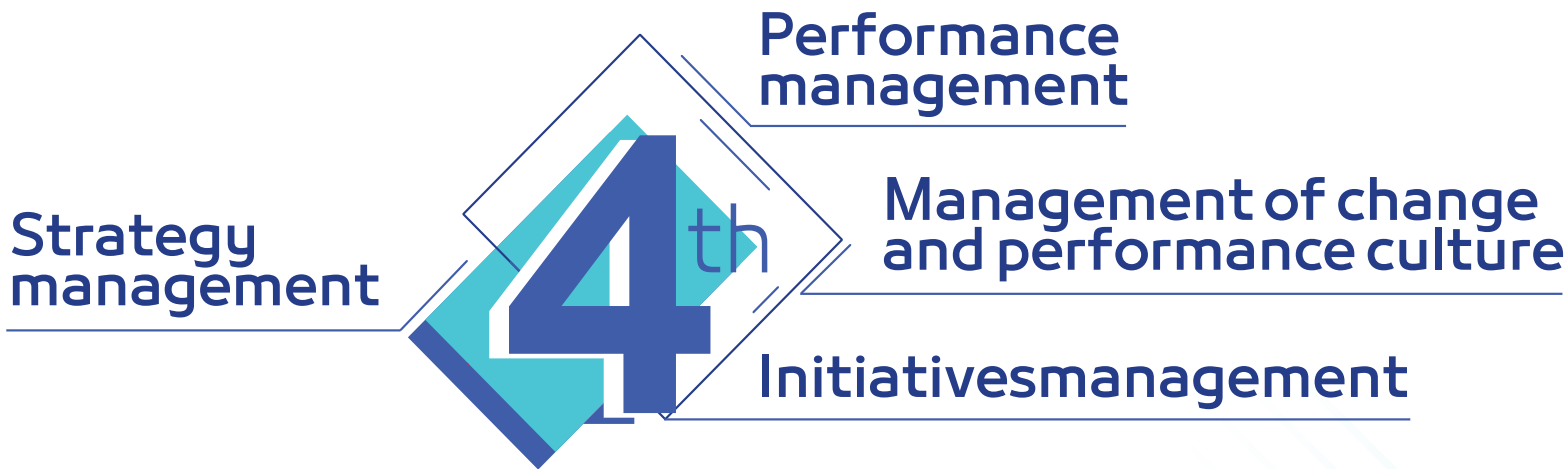 Performance
management
Strategy
management
4th
Management of change
and performance culture
Initiativesmanagement